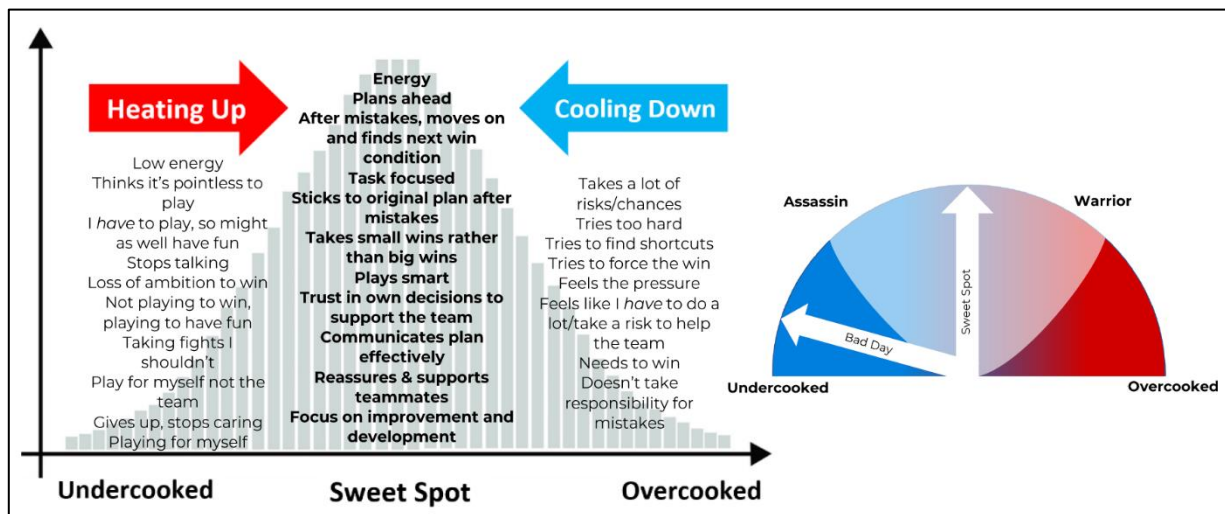 Heating Up
Cooling Down
Low energy
Thinks it's pointless to
play
I have to play, so might
as well have fun
Stops talking
Loss of ambition to win
Not playing to win,
playing to have fun
Taking fights I
shouldn't
Play for myself not the
team
Gives up, stops caring
Playing for myself
Energy
Plans ahead
After mistakes, moves on
and finds next win
condition
Task focused
Sticks to original plan after
mistakes
Takes small wins rather
than big wins
Plays smart
Trust in own decisions to
support the team
Communicates plan
effectively
Reassures & supports
teammates
Focus on improvement and
development
Takes a lot of
risks/chances
Tries too hard
Tries to find shortcuts
Tries to force the win
Feels the pressure
Feels like I have to do a
lot/take a risk to help
the team
Needs to win
Doesn't take
responsibility for
mistakes
Undercooked
Sweet Spot
Overcooked
Assassin
Warrior
Sweet Spot
Bad Day
Undercooked
Overcooked